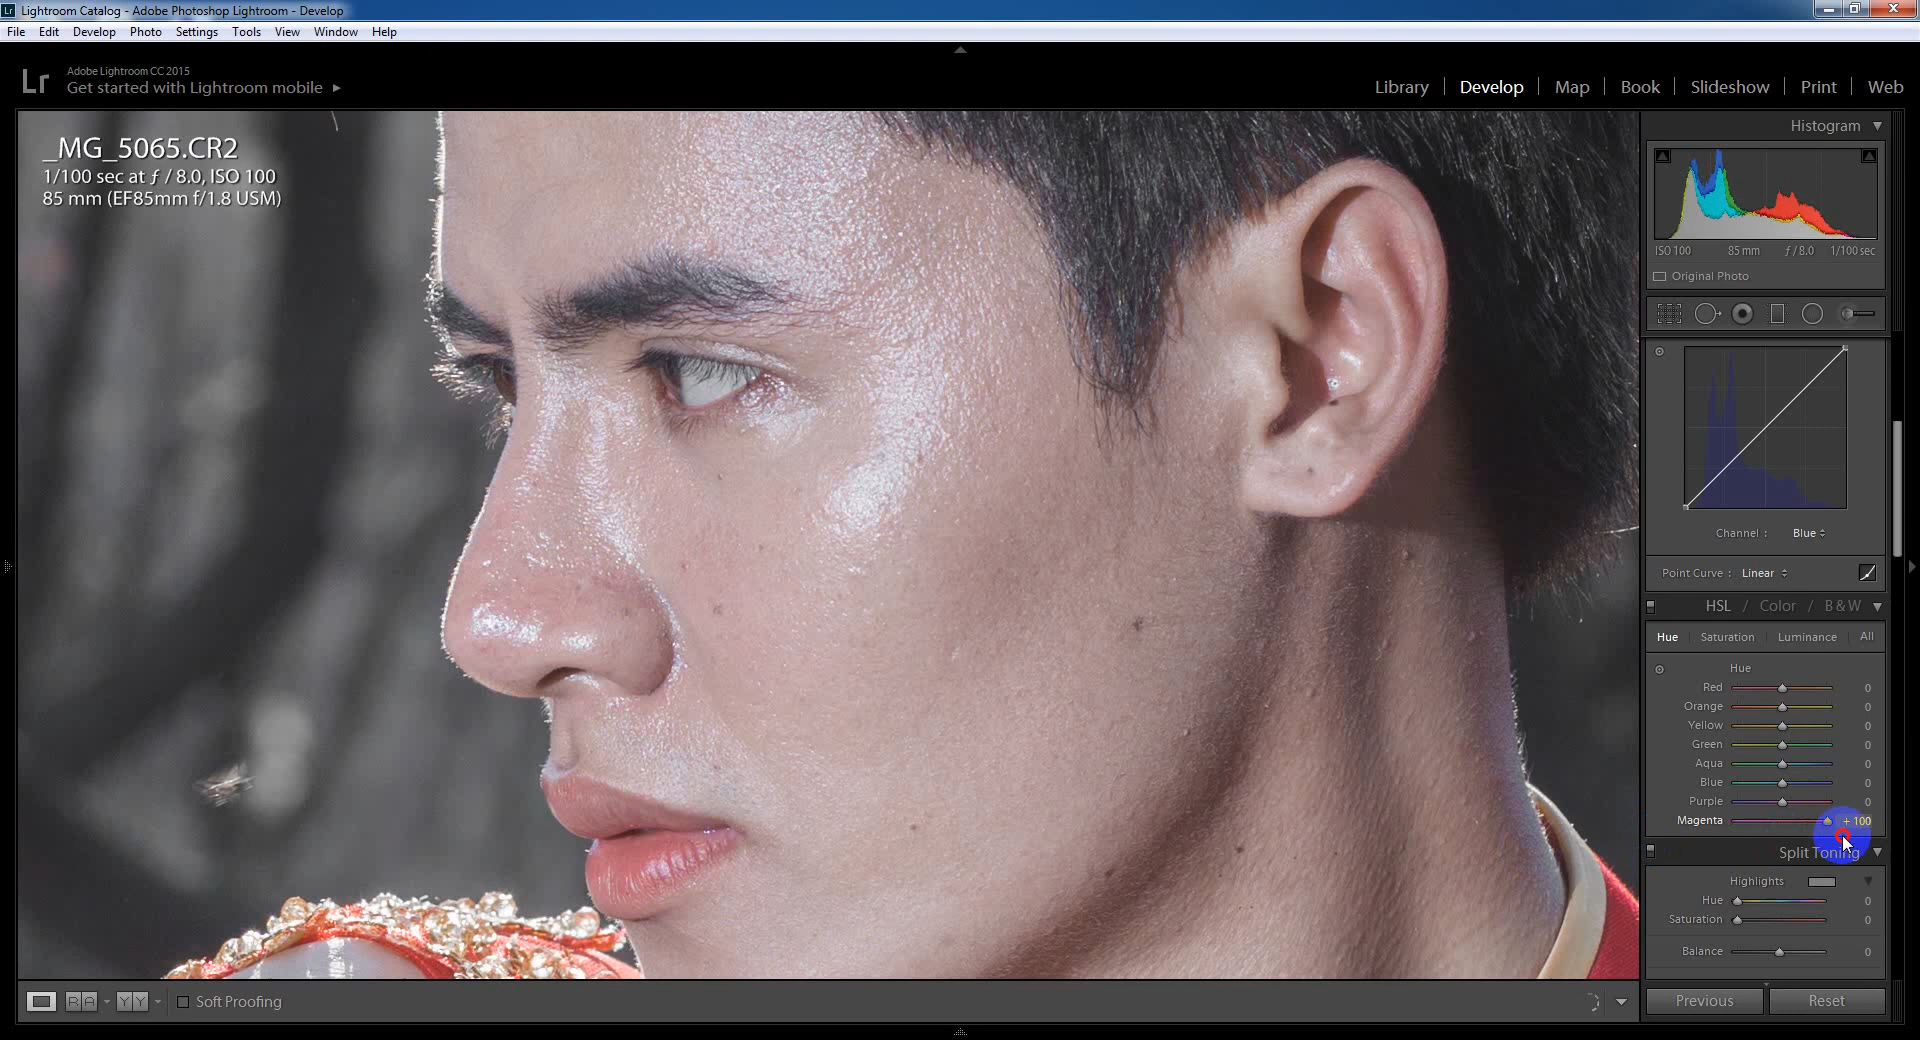 Lightroom Catalog - Adobe Photoshop Lightroom - Develop
File Edit Develop Photo Settings Tools View Window Help
Lr
Adobe Lightroom CC 2015
Get started with Lightroom mobile
Library Develop Map Book Slideshow Print Web
_MG_5065.CR2
1/100 sec at ƒ / 8.0, ISO 100
85 mm (EF85mm f/1.8 USM)
Histogram
ISO 100 85 mm ƒ / 8.0 1/100 sec
Original Photo
Channel : Blue
Point Curve : Linear
HSL / Color / B & W
Hue Saturation Luminance All
Hue
Red 0
Orange 0
Yellow 0
Green 0
Aqua 0
Blue 0
Purple 0
Magenta + 100
Split Toning
Highlights
Hue 0
Saturation 0
Balance 0
Soft Proofing
Previous Reset